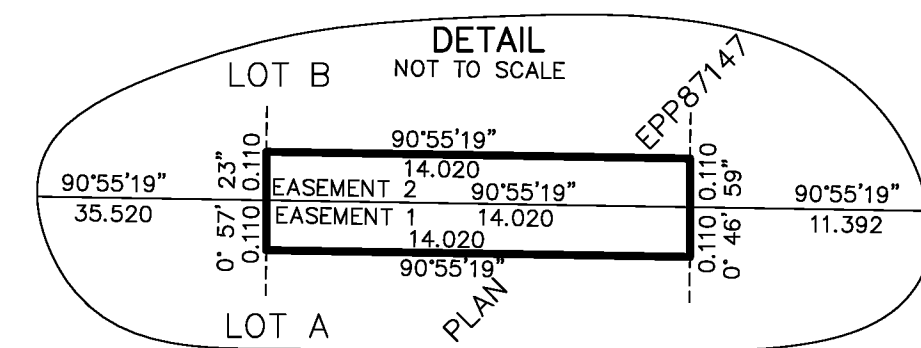 DETAIL
NOT TO SCALE
LOT B
EPP87147
90°55'19"
14.020
0.110
0.110
0° 57' 23"
0.110
0.110
0° 46' 59"
90°55'19"
35.520
EASEMENT 2
90°55'19"
14.020
EASEMENT 1
90°55'19"
11.392
14.020
90°55'19"
PLAN
LOT A